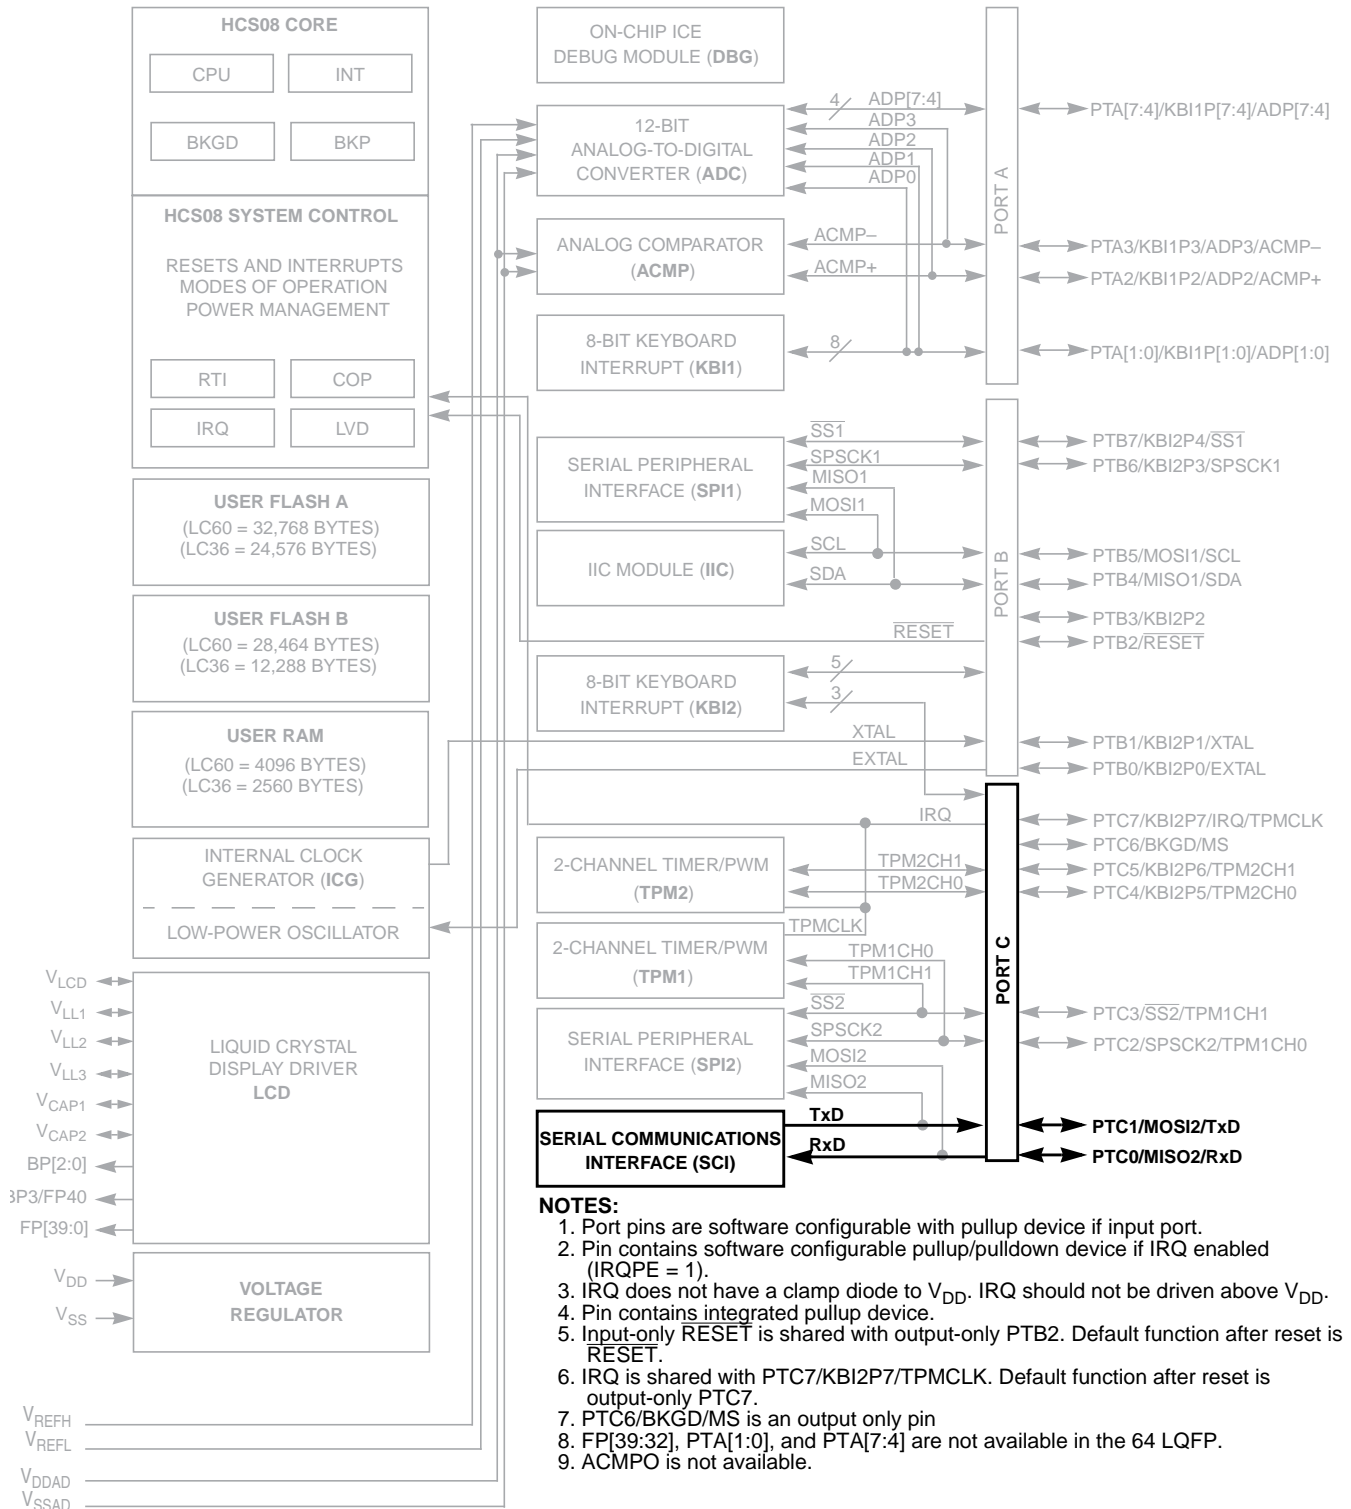 HCS08 CORE
CPU
INT
BKGD
BKP
HCS08 SYSTEM CONTROL
RESETS AND INTERRUPTS
MODES OF OPERATION
POWER MANAGEMENT
RTI
COP
IRQ
LVD
USER FLASH A
(LC60 = 32,768 BYTES)
(LC36 = 24,576 BYTES)
USER FLASH B
(LC60 = 28,464 BYTES)
(LC36 = 12,288 BYTES)
USER RAM
(LC60 = 4096 BYTES)
(LC36 = 2560 BYTES)
INTERNAL CLOCK
GENERATOR (ICG)
LOW-POWER OSCILLATOR
VLCD
VLL1
VLL2
VLL3
VCAP1
VCAP2
BP[2:0]
BP3/FP40
FP[39:0]
LIQUID CRYSTAL
DISPLAY DRIVER
LCD
VDD
VSS
VOLTAGE
REGULATOR
VREFH
VREFL
VDDAD
VSSAD
ON-CHIP ICE
DEBUG MODULE (DBG)
12-BIT
ANALOG-TO-DIGITAL
CONVERTER (ADC)
4
ADP[7:4]
ADP3
ADP2
ADP1
ADP0
ANALOG COMPARATOR
(ACMP)
ACMP–
ACMP+
8-BIT KEYBOARD
INTERRUPT (KBI1)
8
PORT A
PTA[7:4]/KBI1P[7:4]/ADP[7:4]
PTA3/KBI1P3/ADP3/ACMP–
PTA2/KBI1P2/ADP2/ACMP+
PTA[1:0]/KBI1P[1:0]/ADP[1:0]
SERIAL PERIPHERAL
INTERFACE (SPI1)
SS1
SPSCK1
MISO1
MOSI1
IIC MODULE (IIC)
SCL
SDA
RESET
8-BIT KEYBOARD
INTERRUPT (KBI2)
5
3
XTAL
EXTAL
PORT B
PTB7/KBI2P4/SS1
PTB6/KBI2P3/SPSCK1
PTB5/MOSI1/SCL
PTB4/MISO1/SDA
PTB3/KBI2P2
PTB2/RESET
PTB1/KBI2P1/XTAL
PTB0/KBI2P0/EXTAL
IRQ
2-CHANNEL TIMER/PWM
(TPM2)
TPM2CH1
TPM2CH0
TPMCLK
2-CHANNEL TIMER/PWM
(TPM1)
TPM1CH0
TPM1CH1
SS2
SPSCK2
MOSI2
MISO2
SERIAL PERIPHERAL
INTERFACE (SPI2)
TxD
RxD
SERIAL COMMUNICATIONS
INTERFACE (SCI)
PORT C
PTC7/KBI2P7/IRQ/TPMCLK
PTC6/BKGD/MS
PTC5/KBI2P6/TPM2CH1
PTC4/KBI2P5/TPM2CH0
PTC3/SS2/TPM1CH1
PTC2/SPSCK2/TPM1CH0
PTC1/MOSI2/TxD
PTC0/MISO2/RxD
NOTES:
1. Port pins are software configurable with pullup device if input port.
2. Pin contains software configurable pullup/pulldown device if IRQ enabled
(IRQPE = 1).
3. IRQ does not have a clamp diode to VDD. IRQ should not be driven above VDD.
4. Pin contains integrated pullup device.
5. Input-only RESET is shared with output-only PTB2. Default function after reset is
RESET.
6. IRQ is shared with PTC7/KBI2P7/TPMCLK. Default function after reset is
output-only PTC7.
7. PTC6/BKGD/MS is an output only pin
8. FP[39:32], PTA[1:0], and PTA[7:4] are not available in the 64 LQFP.
9. ACMPO is not available.